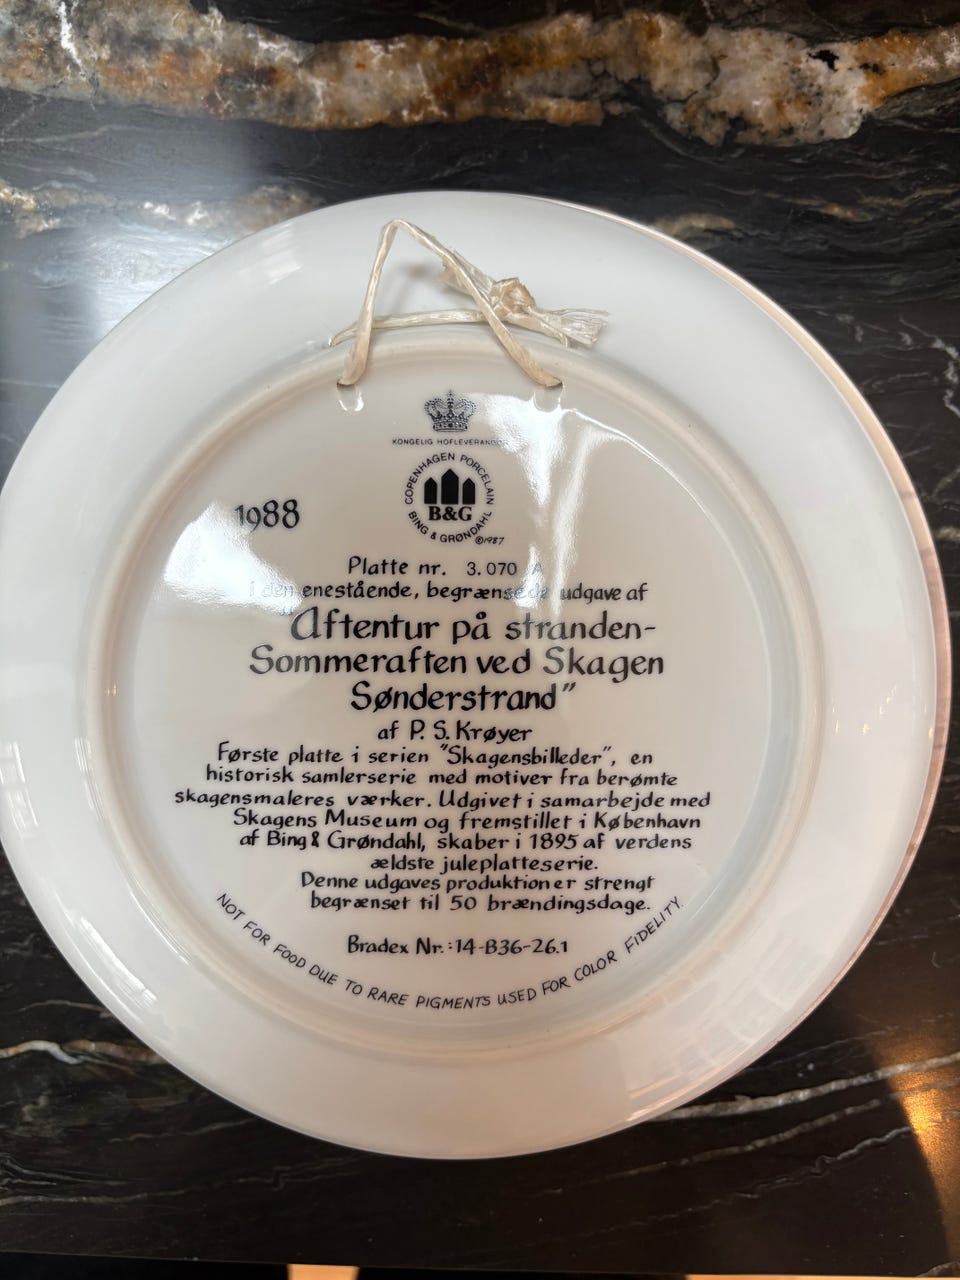 KONGELIG HOFLEVERANDØR
COPENHAGEN PORCELAIN
B&G
BING & GRØNDAHL
©1987
1988
Platte nr. 3.070 A
i den enestående, begrænsede udgave af
"Aftentur på stranden-
Sommeraften ved Skagen
Sønderstrand"
af P. S. Krøyer
Første platte i serien "Skagensbilleder", en
historisk samlerserie med motiver fra berømte
skagensmaleres værker. Udgivet i samarbejde med
Skagens Museum og fremstillet i København
af Bing & Grøndahl, skaber i 1895 af verdens
ældste juleplatteserie.
Denne udgaves produktion er strengt
begrænset til 50 brændingsdage.
Bradex Nr.:14-B36-26.1
NOT FOR FOOD DUE TO RARE PIGMENTS USED FOR COLOR FIDELITY.